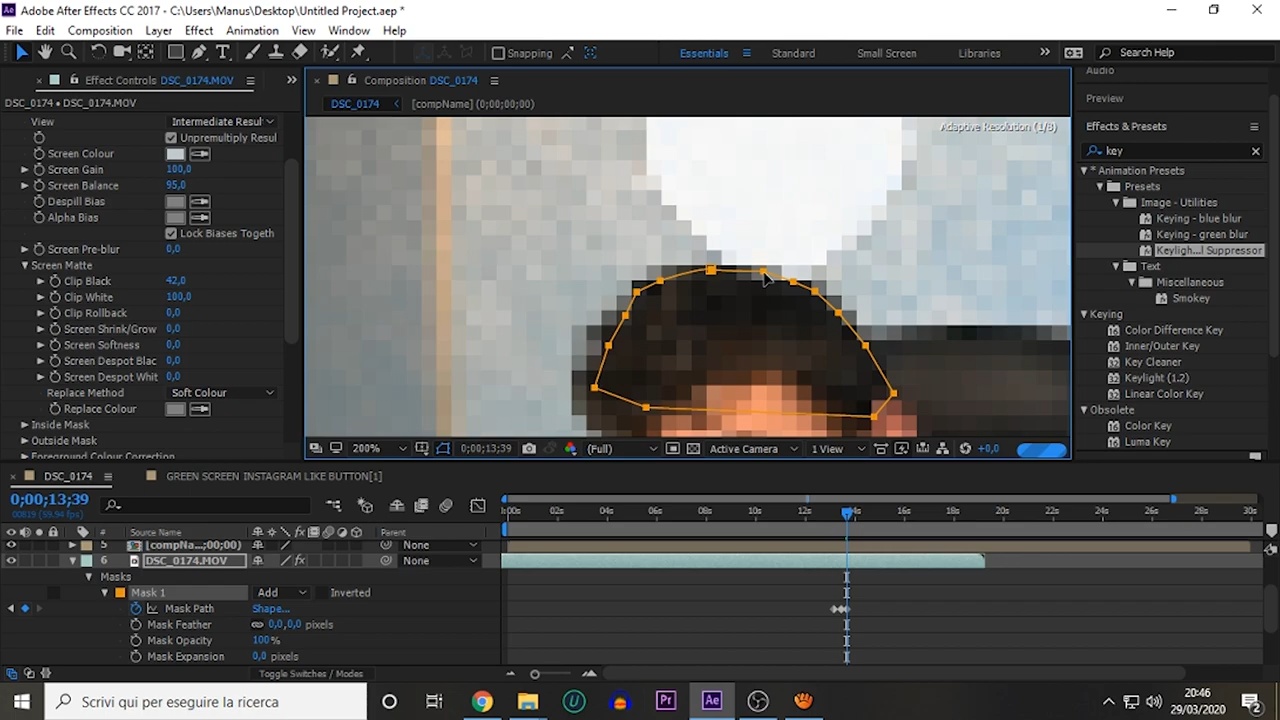 Adobe After Effects CC 2017 - C:\Users\Manus\Desktop\Untitled Project.aep *
File Edit Composition Layer Effect Animation View Window Help
Snapping Essentials Standard Small Screen Libraries Search Help
Effect Controls DSC_0174.MOV
Composition DSC_0174
Audio
DSC_0174 • DSC_0174.MOV
DSC_0174 [compName] (0;00;00;00)
Preview
View Intermediate Resul
Adaptive Resolution (1/8)
Effects & Presets
Unpremultiply Resul
key
Screen Colour
Screen Gain 100,0
* Animation Presets
Screen Balance 95,0
Presets
Despill Bias
Image - Utilities
Alpha Bias
Keying - blue blur
Lock Biases Togeth
Keying - green blur
Screen Pre-blur 0,0
Keyligh...l Suppressor
Screen Matte
Text
Clip Black 42,0
Miscellaneous
Clip White 100,0
Smokey
Clip Rollback 0,0
Keying
Screen Shrink/Grow 0,0
Color Difference Key
Screen Softness 0,0
Inner/Outer Key
Screen Despot Blac 0,0
Key Cleaner
Screen Despot Whit 0,0
Keylight (1.2)
Replace Method Soft Colour
Linear Color Key
Replace Colour
Obsolete
Inside Mask
Color Key
Outside Mask
Luma Key
Foreground Colour Correction
200% 0;00;13;39 (Full) Active Camera 1 View +0,0
DSC_0174 GREEN SCREEN INSTAGRAM LIKE BUTTON[1]
0;00;13;39
00819 (59.94 fps)
:00s 02s 04s 06s 08s 10s 12s 14s 16s 18s 20s 22s 24s 26s 28s 30s
# Source Name Parent
5 [compNa...;00;00) None
6 DSC_0174.MOV None
Masks
Mask 1 Add Inverted
Mask Path Shape...
Mask Feather 0,0,0,0 pixels
Mask Opacity 100%
Mask Expansion 0,0 pixels
Toggle Switches / Modes
Scrivi qui per eseguire la ricerca
20:46
29/03/2020
2